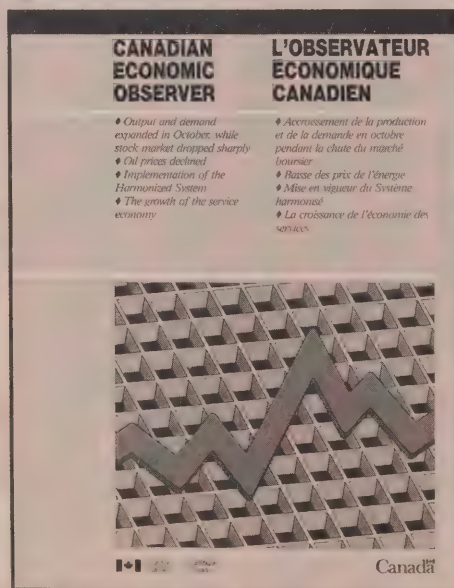 CANADIAN
ECONOMIC
OBSERVER
♦ Output and demand
expanded in October, while
stock market dropped sharply
♦ Oil prices declined
♦ Implementation of the
Harmonized System
♦ The growth of the service
economy
L'OBSERVATEUR
ÉCONOMIQUE
CANADIEN
♦ Accroissement de la production
et de la demande en octobre
pendant la chute du marché
boursier
♦ Baisse des prix de l'énergie
♦ Mise en vigueur du Système
harmonisé
♦ La croissance de l'économie des
services
Canada